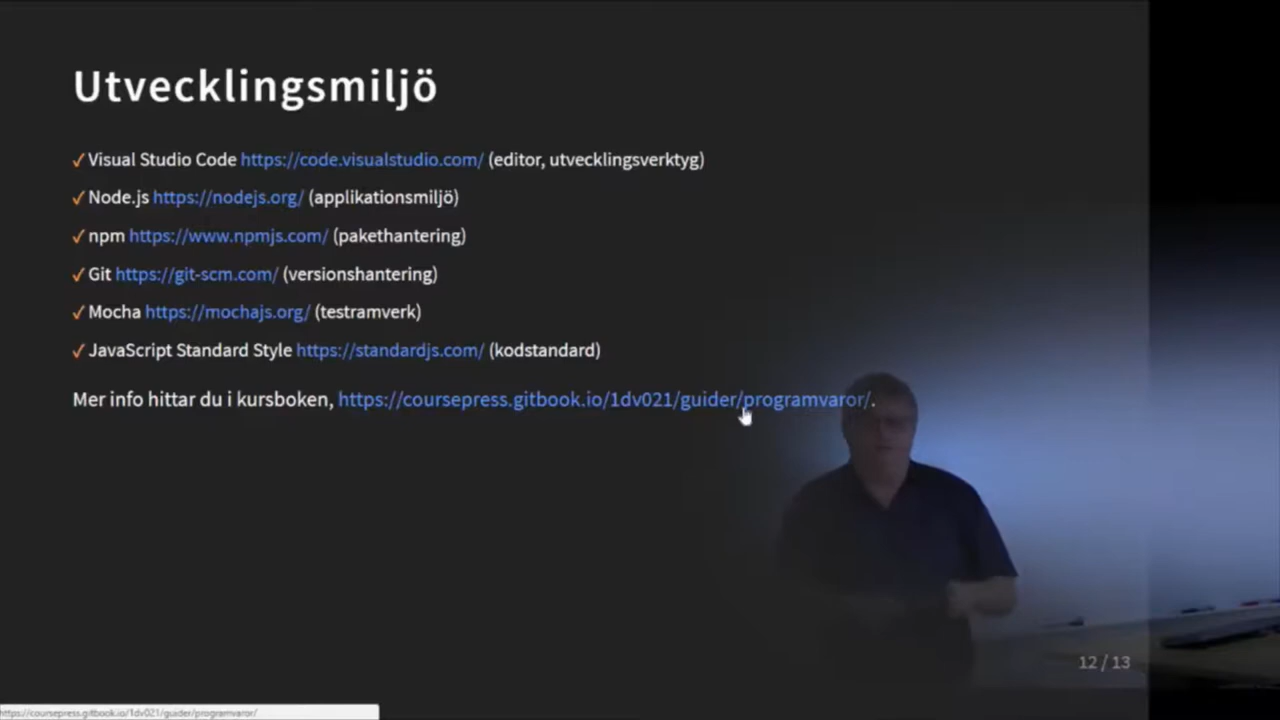 Utvecklingsmiljö
✓ Visual Studio Code https://code.visualstudio.com/ (editor, utvecklingsverktyg)
✓ Node.js https://nodejs.org/ (applikationsmiljö)
✓ npm https://www.npmjs.com/ (pakethantering)
✓ Git https://git-scm.com/ (versionshantering)
✓ Mocha https://mochajs.org/ (testramverk)
✓ JavaScript Standard Style https://standardjs.com/ (kodstandard)
Mer info hittar du i kursboken, https://coursepress.gitbook.io/1dv021/guider/programvaror/.
12 / 13
https://coursepress.gitbook.io/1dv021/guider/programvaror/